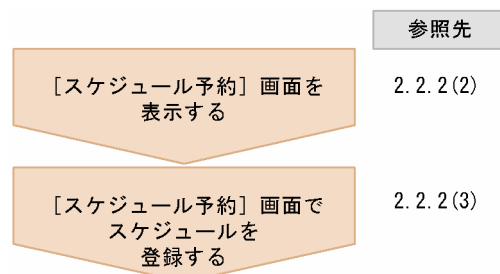 参照先
［スケジュール予約］画面を
表示する
2.2.2(2)
［スケジュール予約］画面で
スケジュールを
登録する
2.2.2(3)